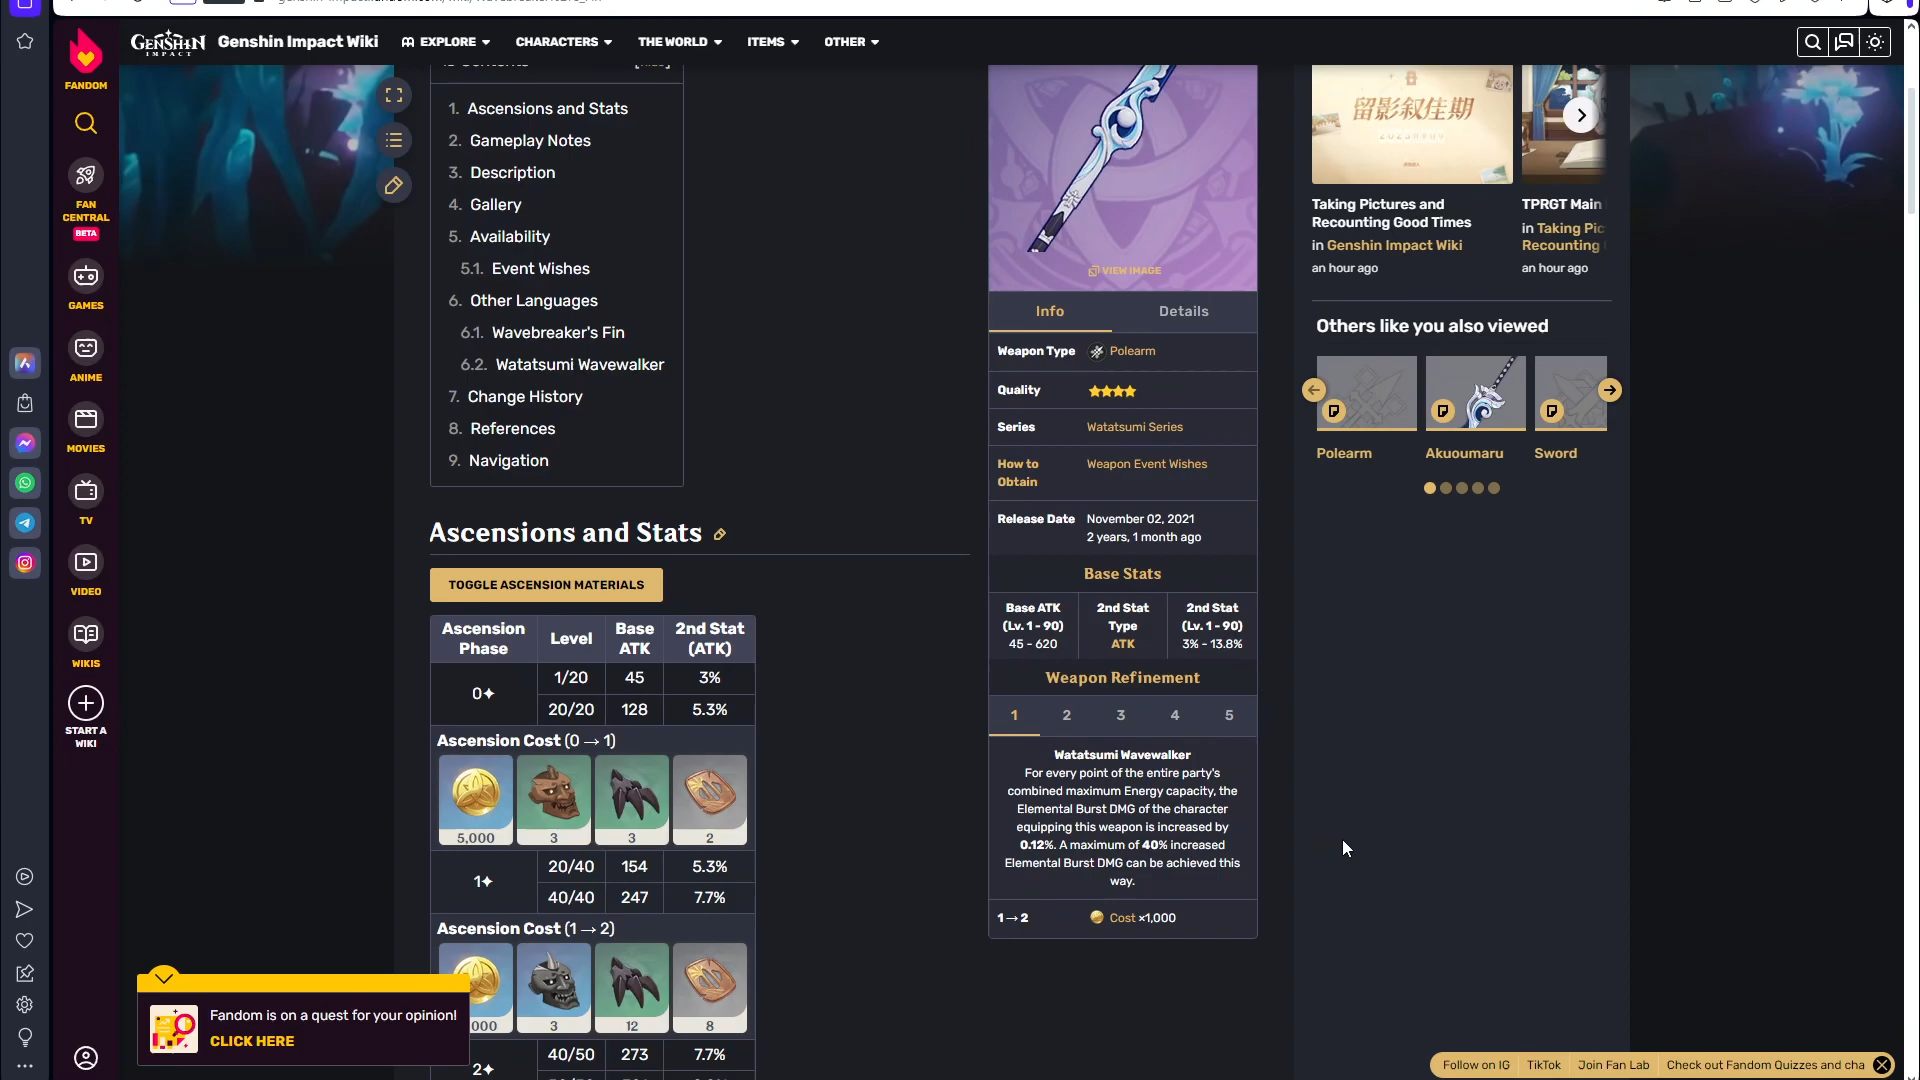 GENSHIN
IMPACT
Genshin Impact Wiki
EXPLORE
CHARACTERS
THE WORLD
ITEMS
OTHER
FANDOM
FAN
CENTRAL
BETA
GAMES
ANIME
MOVIES
TV
VIDEO
WIKIS
START A
WIKI
1. Ascensions and Stats
2. Gameplay Notes
3. Description
4. Gallery
5. Availability
5.1. Event Wishes
6. Other Languages
6.1. Wavebreaker's Fin
6.2. Watatsumi Wavewalker
7. Change History
8. References
9. Navigation
Ascensions and Stats
TOGGLE ASCENSION MATERIALS
Ascension Phase Level Base ATK 2nd Stat (ATK)
0✦ 1/20 45 3%
20/20 128 5.3%
Ascension Cost (0 → 1)
5,000 3 3 2
1✦ 20/40 154 5.3%
40/40 247 7.7%
Ascension Cost (1 → 2)
000 3 12 8
2✦ 40/50 273 7.7%
Fandom is on a quest for your opinion!
CLICK HERE
VIEW IMAGE
Info Details
Weapon Type Polearm
Quality
Series Watatsumi Series
How to Obtain Weapon Event Wishes
Release Date November 02, 2021
2 years, 1 month ago
Base Stats
Base ATK (Lv. 1 - 90) 2nd Stat Type 2nd Stat (Lv. 1 - 90)
45 - 620 ATK 3% - 13.8%
Weapon Refinement
1 2 3 4 5
Watatsumi Wavewalker
For every point of the entire party's
combined maximum Energy capacity, the
Elemental Burst DMG of the character
equipping this weapon is increased by
0.12%. A maximum of 40% increased
Elemental Burst DMG can be achieved this
way.
1→2 Cost ×1,000
留影叙佳期
Taking Pictures and
Recounting Good Times
in Genshin Impact Wiki
an hour ago
TPRGT Main
in Taking Pic
Recounting
an hour ago
Others like you also viewed
Polearm
Akuoumaru
Sword
Follow on IG TikTok Join Fan Lab Check out Fandom Quizzes and cha